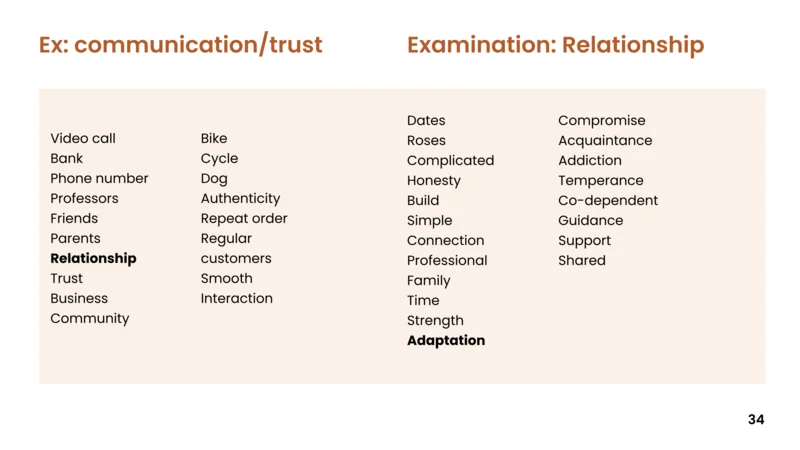 Ex: communication/trust
Video call
Bank
Phone number
Professors
Friends
Parents
Relationship
Trust
Business
Community
Bike
Cycle
Dog
Authenticity
Repeat order
Regular
customers
Smooth
Interaction
Examination: Relationship
Dates
Roses
Complicated
Honesty
Build
Simple
Connection
Professional
Family
Time
Strength
Adaptation
Compromise
Acquaintance
Addiction
Temperance
Co-dependent
Guidance
Support
Shared
34